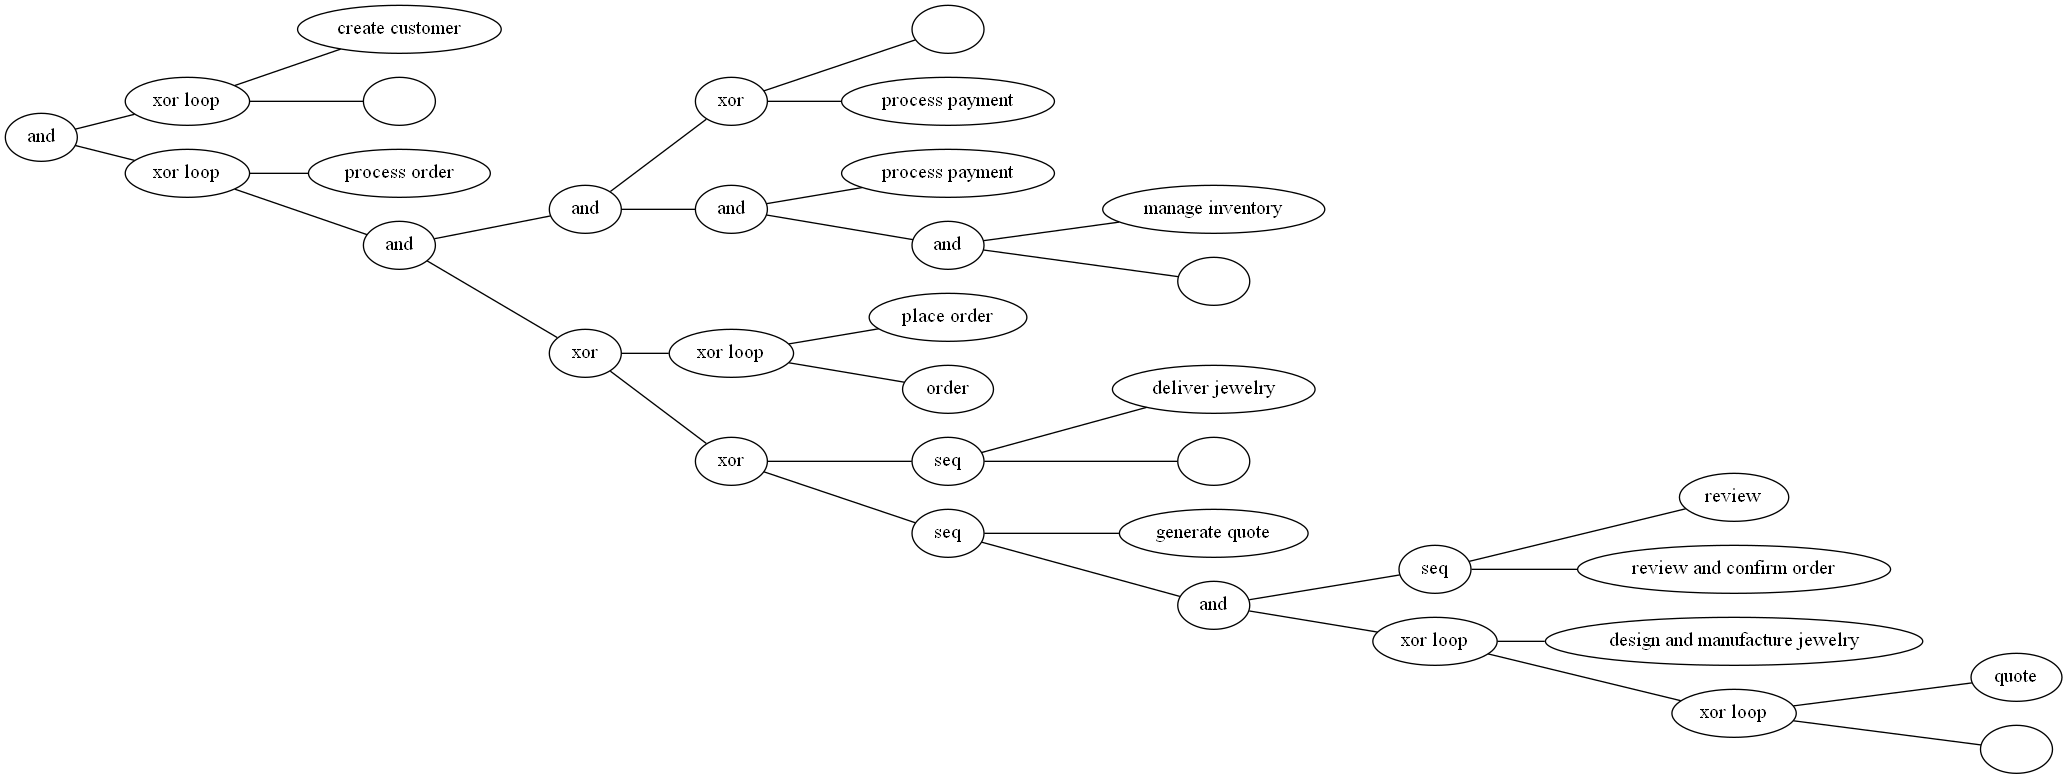 create customer
xor loop
xor
process payment
and
xor loop
process order
process payment
and
and
manage inventory
and
and
place order
xor
xor loop
order
deliver jewelry
xor
seq
review
seq
generate quote
seq
review and confirm order
and
xor loop
design and manufacture jewelry
quote
xor loop